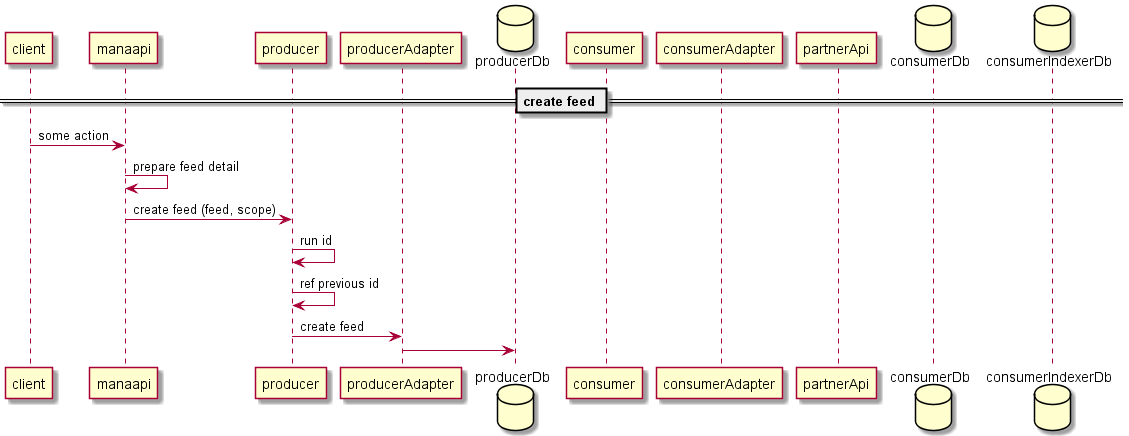 client manaapi producer producerAdapter producerDb consumer consumerAdapter partnerApi consumerDb consumerIndexerDb
create feed
some action
prepare feed detail
create feed (feed, scope)
run id
ref previous id
create feed
client manaapi producer producerAdapter producerDb consumer consumerAdapter partnerApi consumerDb consumerIndexerDb